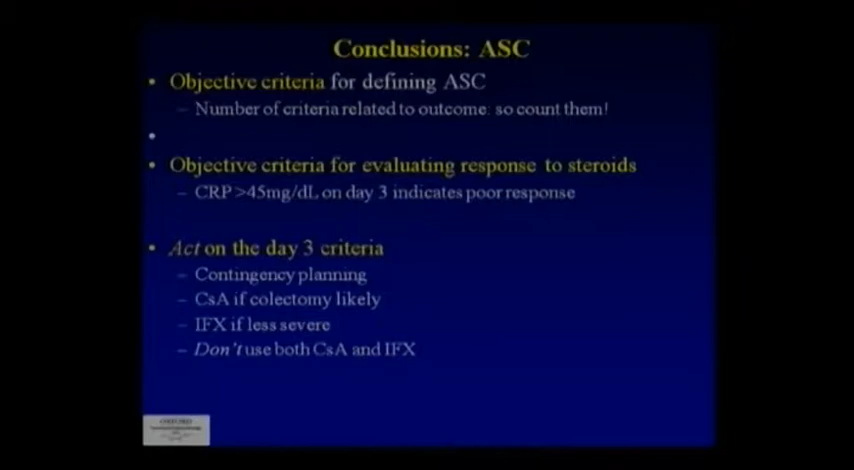 Conclusions: ASC
• Objective criteria for defining ASC
– Number of criteria related to outcome: so count them!
•
• Objective criteria for evaluating response to steroids
– CRP >45mg/dL on day 3 indicates poor response
• Act on the day 3 criteria
– Contingency planning
– CsA if colectomy likely
– IFX if less severe
– Don't use both CsA and IFX
OXFORD